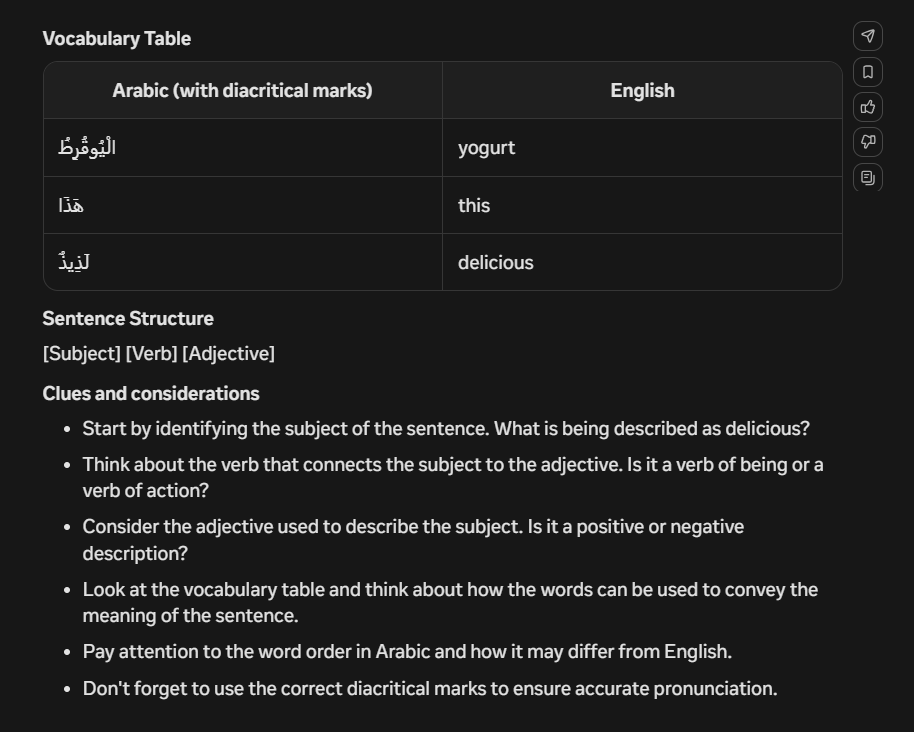 Vocabulary Table
Arabic (with diacritical marks) English
الْيُوقُرِطُ yogurt
هَذَا this
لَذِيذٌ delicious
Sentence Structure
[Subject] [Verb] [Adjective]
Clues and considerations
• Start by identifying the subject of the sentence. What is being described as delicious?
• Think about the verb that connects the subject to the adjective. Is it a verb of being or a
verb of action?
• Consider the adjective used to describe the subject. Is it a positive or negative
description?
• Look at the vocabulary table and think about how the words can be used to convey the
meaning of the sentence.
• Pay attention to the word order in Arabic and how it may differ from English.
• Don't forget to use the correct diacritical marks to ensure accurate pronunciation.